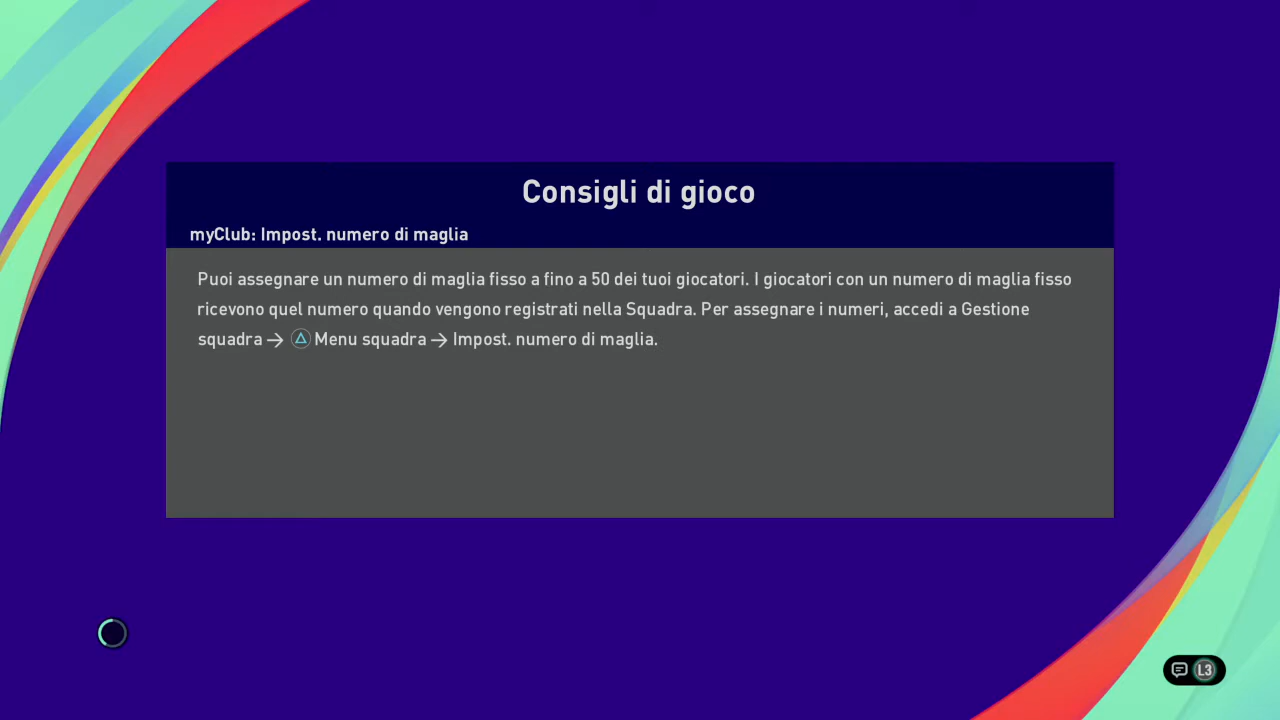 Consigli di gioco
myClub: Impost. numero di maglia
Puoi assegnare un numero di maglia fisso a fino a 50 dei tuoi giocatori. I giocatori con un numero di maglia fisso
ricevono quel numero quando vengono registrati nella Squadra. Per assegnare i numeri, accedi a Gestione
squadra → △ Menu squadra → Impost. numero di maglia.
L3